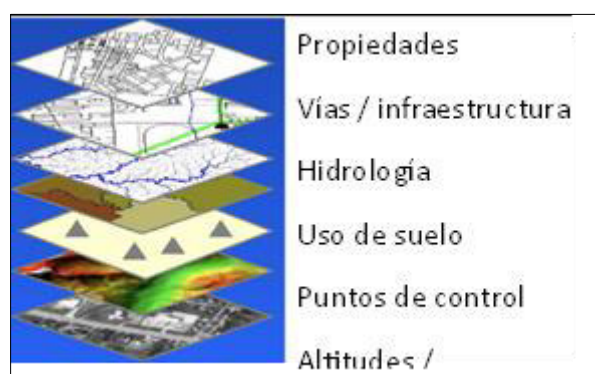 Propiedades
Vías / infraestructura
Hidrología
Uso de suelo
Puntos de control
Altitudes /